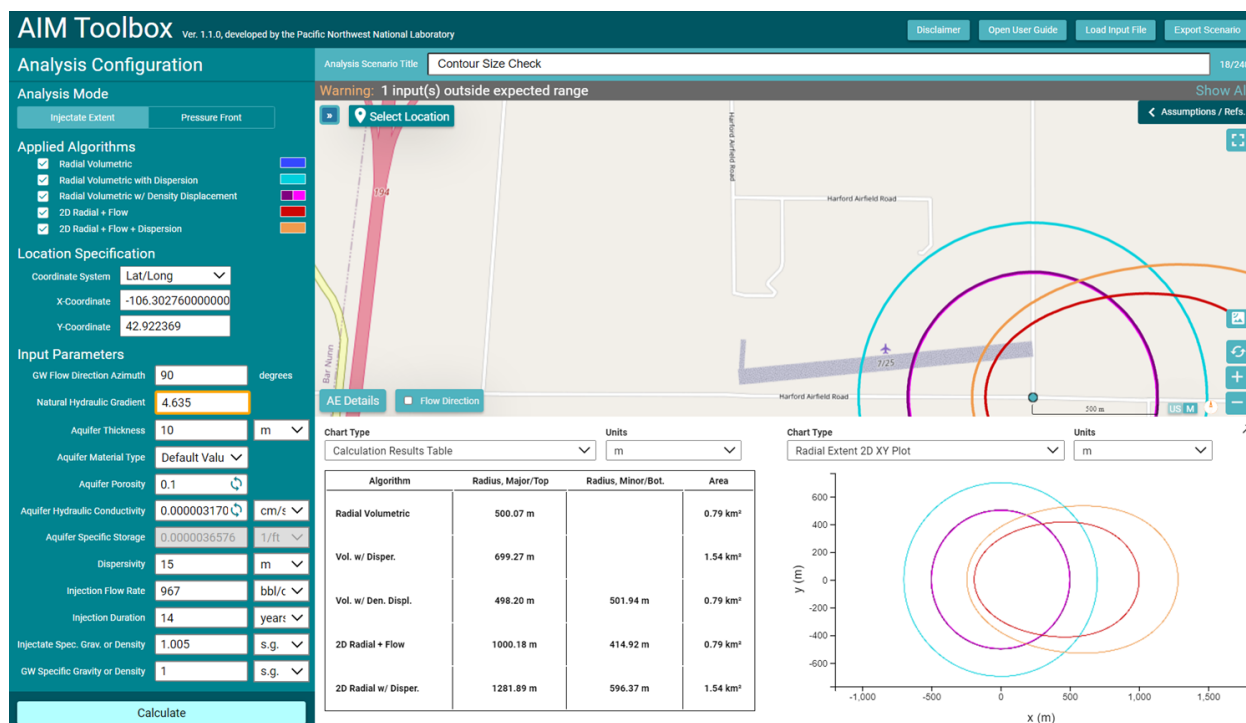 AIM Toolbox Ver. 1.1.0, developed by the Pacific Northwest National Laboratory
Disclaimer
Open User Guide
Load Input File
Export Scenario
Analysis Configuration
Analysis Mode
Injectate Extent
Pressure Front
Applied Algorithms
Radial Volumetric
Radial Volumetric with Dispersion
Radial Volumetric w/ Density Displacement
2D Radial + Flow
2D Radial + Flow + Dispersion
Location Specification
Coordinate System Lat/Long
X-Coordinate -106.302760000000
Y-Coordinate 42.922369
Input Parameters
GW Flow Direction Azimuth 90 degrees
Natural Hydraulic Gradient 4.635
Aquifer Thickness 10 m
Aquifer Material Type Default Valu
Aquifer Porosity 0.1
Aquifer Hydraulic Conductivity 0.000003170 cm/s
Aquifer Specific Storage 0.0000036576 1/ft
Dispersivity 15 m
Injection Flow Rate 967 bbl/c
Injection Duration 14 years
Injectate Spec. Grav. or Density 1.005 s.g.
GW Specific Gravity or Density 1 s.g.
Calculate
Analysis Scenario Title Contour Size Check 18/240
Warning: 1 input(s) outside expected range Show All
» Select Location
Assumptions / Refs.
Harford Airfield Road
Harford Airfield Road
194
Bar Nunn
7/25
Harford Airfield Road
AE Details
Flow Direction
500 m
US M
Chart Type
Calculation Results Table
Units
m
Algorithm Radius, Major/Top Radius, Minor/Bot. Area
Radial Volumetric 500.07 m 0.79 km²
Vol. w/ Disper. 699.27 m 1.54 km²
Vol. w/ Den. Displ. 498.20 m 501.94 m 0.79 km²
2D Radial + Flow 1000.18 m 414.92 m 0.79 km²
2D Radial w/ Disper. 1281.89 m 596.37 m 1.54 km²
Chart Type
Radial Extent 2D XY Plot
Units
m
y (m)
600
400
200
0
-200
-400
-600
-1,000 -500 0 500 1,000 1,500
x (m)